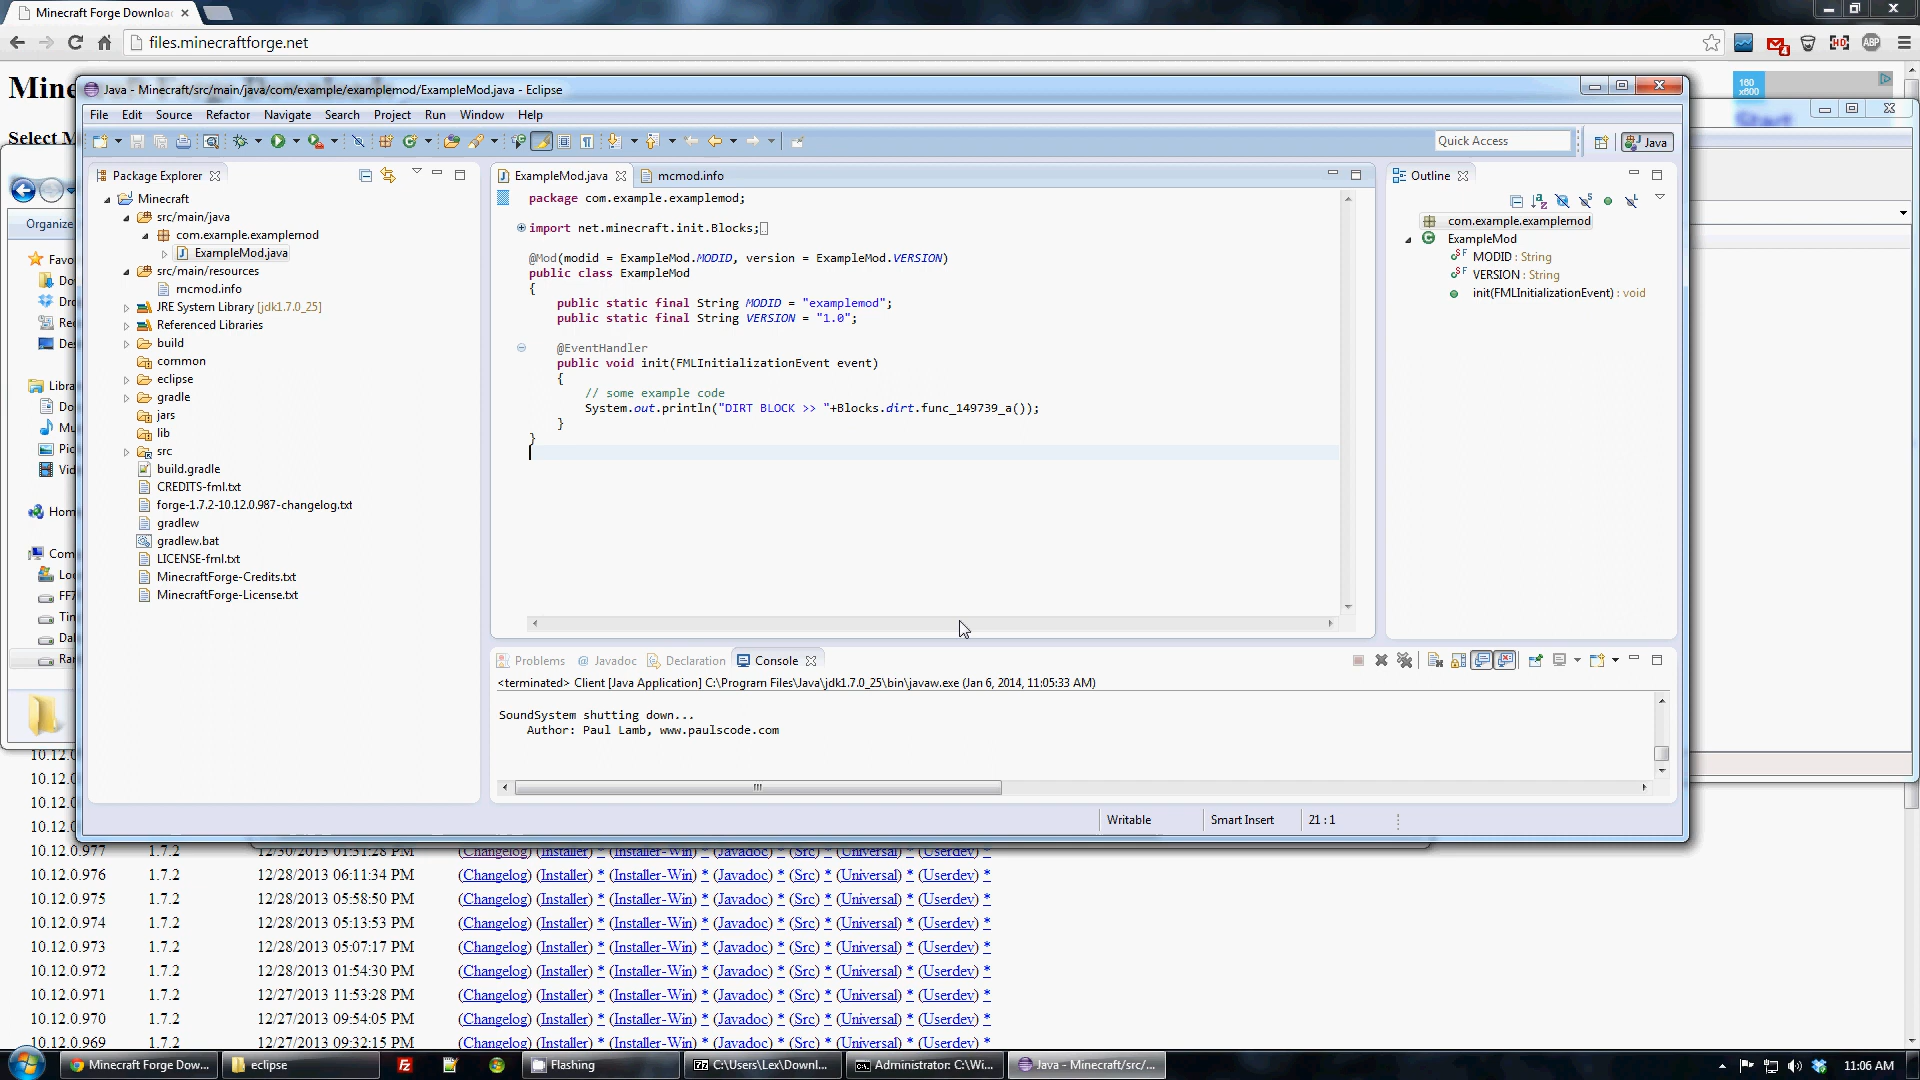 Minecraft Forge Downloa
files.minecraftforge.net
4
HD
ABP
Mine
160
x600
Java - Minecraft/src/main/java/com/example/examplemod/ExampleMod.java - Eclipse
Start
File Edit Source Refactor Navigate Search Project Run Window Help
Select M
Quick Access
Java
Package Explorer
ExampleMod.java
mcmod.info
Outline
Organize
Favo
Do
Dro
Rec
Des
Libra
Do
Mu
Pic
Vid
Hom
Com
Loc
FF7
Tin
Dal
Rar
Minecraft
src/main/java
com.example.examplemod
ExampleMod.java
src/main/resources
mcmod.info
JRE System Library [jdk1.7.0_25]
Referenced Libraries
build
common
eclipse
gradle
jars
lib
src
build.gradle
CREDITS-fml.txt
forge-1.7.2-10.12.0.987-changelog.txt
gradlew
gradlew.bat
LICENSE-fml.txt
MinecraftForge-Credits.txt
MinecraftForge-License.txt
package com.example.examplemod;
import net.minecraft.init.Blocks;
@Mod(modid = ExampleMod.MODID, version = ExampleMod.VERSION)
public class ExampleMod
{
public static final String MODID = "examplemod";
public static final String VERSION = "1.0";
@EventHandler
public void init(FMLInitializationEvent event)
{
// some example code
System.out.println("DIRT BLOCK >> "+Blocks.dirt.func_149739_a());
}
}
com.example.examplemod
ExampleMod
MODID : String
VERSION : String
init(FMLInitializationEvent) : void
Problems
Javadoc
Declaration
Console
<terminated> Client [Java Application] C:\Program Files\Java\jdk1.7.0_25\bin\javaw.exe (Jan 6, 2014, 11:05:33 AM)
SoundSystem shutting down...
Author: Paul Lamb, www.paulscode.com
Writable
Smart Insert
21 : 1
10.12.0
10.12.0
10.12.0
10.12.0
10.12.0.977 1.7.2 12/30/2013 01:51:28 PM (Changelog) (Installer) * (Installer-Win) * (Javadoc) * (Src) * (Universal) * (Userdev) *
10.12.0.976 1.7.2 12/28/2013 06:11:34 PM (Changelog) (Installer) * (Installer-Win) * (Javadoc) * (Src) * (Universal) * (Userdev) *
10.12.0.975 1.7.2 12/28/2013 05:58:50 PM (Changelog) (Installer) * (Installer-Win) * (Javadoc) * (Src) * (Universal) * (Userdev) *
10.12.0.974 1.7.2 12/28/2013 05:13:53 PM (Changelog) (Installer) * (Installer-Win) * (Javadoc) * (Src) * (Universal) * (Userdev) *
10.12.0.973 1.7.2 12/28/2013 05:07:17 PM (Changelog) (Installer) * (Installer-Win) * (Javadoc) * (Src) * (Universal) * (Userdev) *
10.12.0.972 1.7.2 12/28/2013 01:54:30 PM (Changelog) (Installer) * (Installer-Win) * (Javadoc) * (Src) * (Universal) * (Userdev) *
10.12.0.971 1.7.2 12/27/2013 11:53:28 PM (Changelog) (Installer) * (Installer-Win) * (Javadoc) * (Src) * (Universal) * (Userdev) *
10.12.0.970 1.7.2 12/27/2013 09:54:05 PM (Changelog) (Installer) * (Installer-Win) * (Javadoc) * (Src) * (Universal) * (Userdev) *
10.12.0.969 1.7.2 12/27/2013 09:32:15 PM (Changelog) (Installer) * (Installer-Win) * (Javadoc) * (Src) * (Universal) * (Userdev) *
Minecraft Forge Dow...
eclipse
Flashing
C:\Users\Lex\Downl...
Administrator: C:\Wi...
Java - Minecraft/src/...
11:06 AM